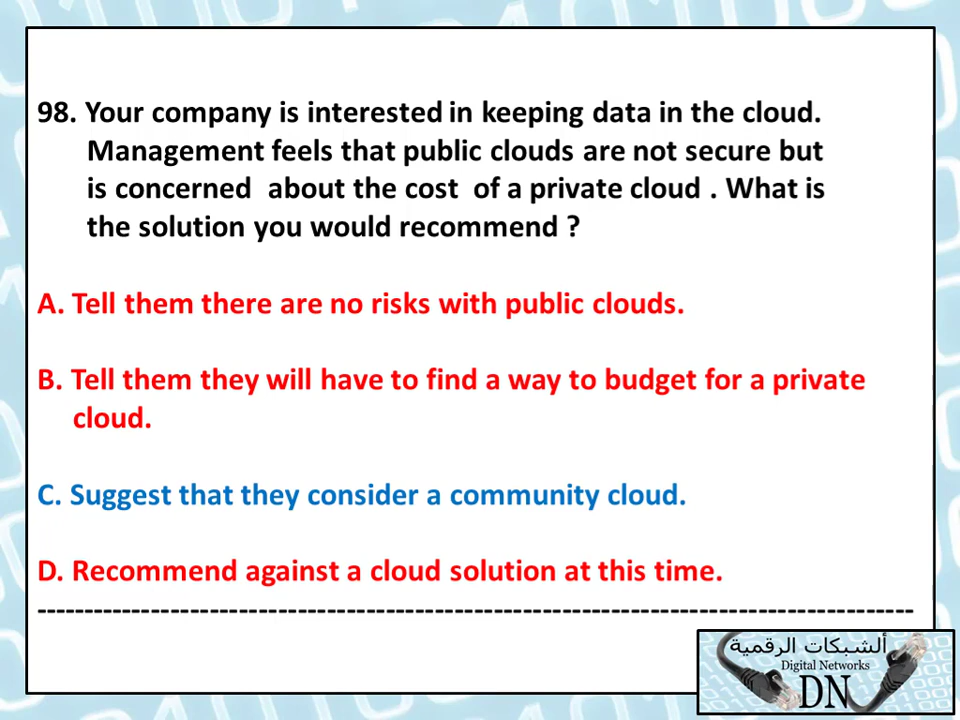 98. Your company is interested in keeping data in the cloud.
Management feels that public clouds are not secure but
is concerned about the cost of a private cloud . What is
the solution you would recommend ?
A. Tell them there are no risks with public clouds.
B. Tell them they will have to find a way to budget for a private
cloud.
C. Suggest that they consider a community cloud.
D. Recommend against a cloud solution at this time.
---------------------------------------------------------------------------------------------
ألشبكات الرقمية
Digital Networks
DN